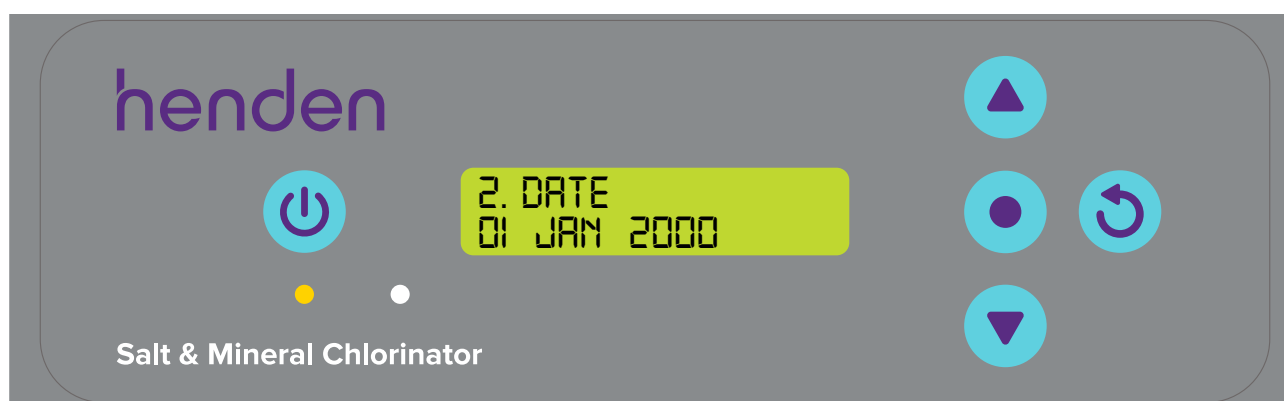 henden
2. DATE
01 JAN 2000
Salt & Mineral Chlorinator